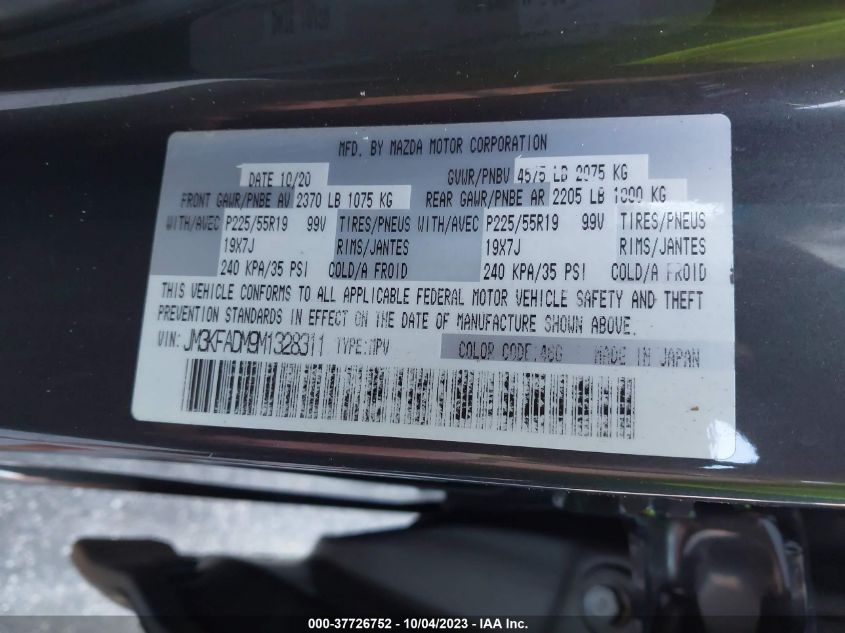 MFD. BY MAZDA MOTOR CORPORATION
DATE 10/20 GVWR/PNBV 4575 LB 2075 KG
FRONT GAWR/PNBE AV 2370 LB 1075 KG REAR GAWR/PNBE AR 2205 LB 1000 KG
WITH/AVEC P225/55R19 99V TIRES/PNEUS WITH/AVEC P225/55R19 99V TIRES/PNEUS
19X7J RIMS/JANTES 19X7J RIMS/JANTES
240 KPA/35 PSI COLD/A FROID 240 KPA/35 PSI COLD/A FROID
THIS VEHICLE CONFORMS TO ALL APPLICABLE FEDERAL MOTOR VEHICLE SAFETY AND THEFT
PREVENTION STANDARDS IN EFFECT ON THE DATE OF MANUFACTURE SHOWN ABOVE.
VIN: JM3KFADM9M1328311 TYPE:MPV COLOR CODE:46G MADE IN JAPAN
000-37726752 - 10/04/2023 - IAA Inc.